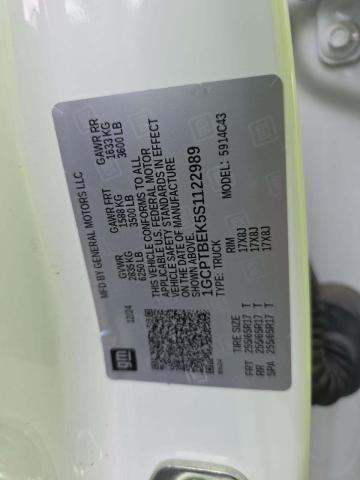 MFD BY GENERAL MOTORS LLC
GVWR GAWR FRT GAWR RR
2835 KG 1588 KG 1633 KG
6250 LB 3500 LB 3600 LB
THIS VEHICLE CONFORMS TO ALL
APPLICABLE U.S. FEDERAL MOTOR
VEHICLE SAFETY STANDARDS IN EFFECT
ON THE DATE OF MANUFACTURE
SHOWN ABOVE.
1GCPTBEK5S1122989
TYPE: TRUCK MODEL: 5914C43
gm
12/24
TIRE SIZE RIM
FRT 255/65R17 T 17X8J
RR 255/65R17 T 17X8J
SPA 255/65R17 T 17X8J